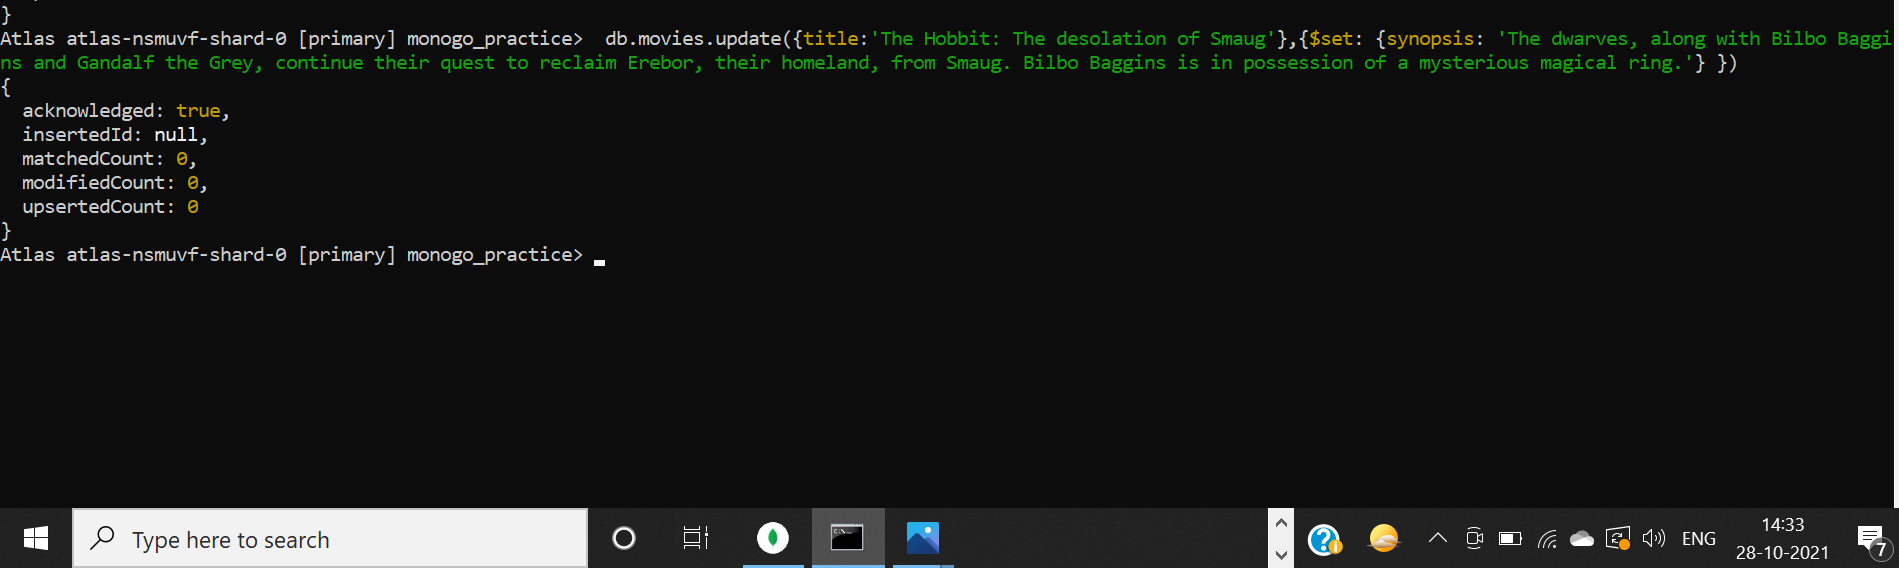 }
Atlas atlas-nsmuvf-shard-0 [primary] monogo_practice>  db.movies.update({title:'The Hobbit: The desolation of Smaug'},{$set: {synopsis: 'The dwarves, along with Bilbo Baggi
ns and Gandalf the Grey, continue their quest to reclaim Erebor, their homeland, from Smaug. Bilbo Baggins is in possession of a mysterious magical ring.'} })
{
  acknowledged: true,
  insertedId: null,
  matchedCount: 0,
  modifiedCount: 0,
  upsertedCount: 0
}
Atlas atlas-nsmuvf-shard-0 [primary] monogo_practice>
Type here to search
ENG
14:33
28-10-2021
7